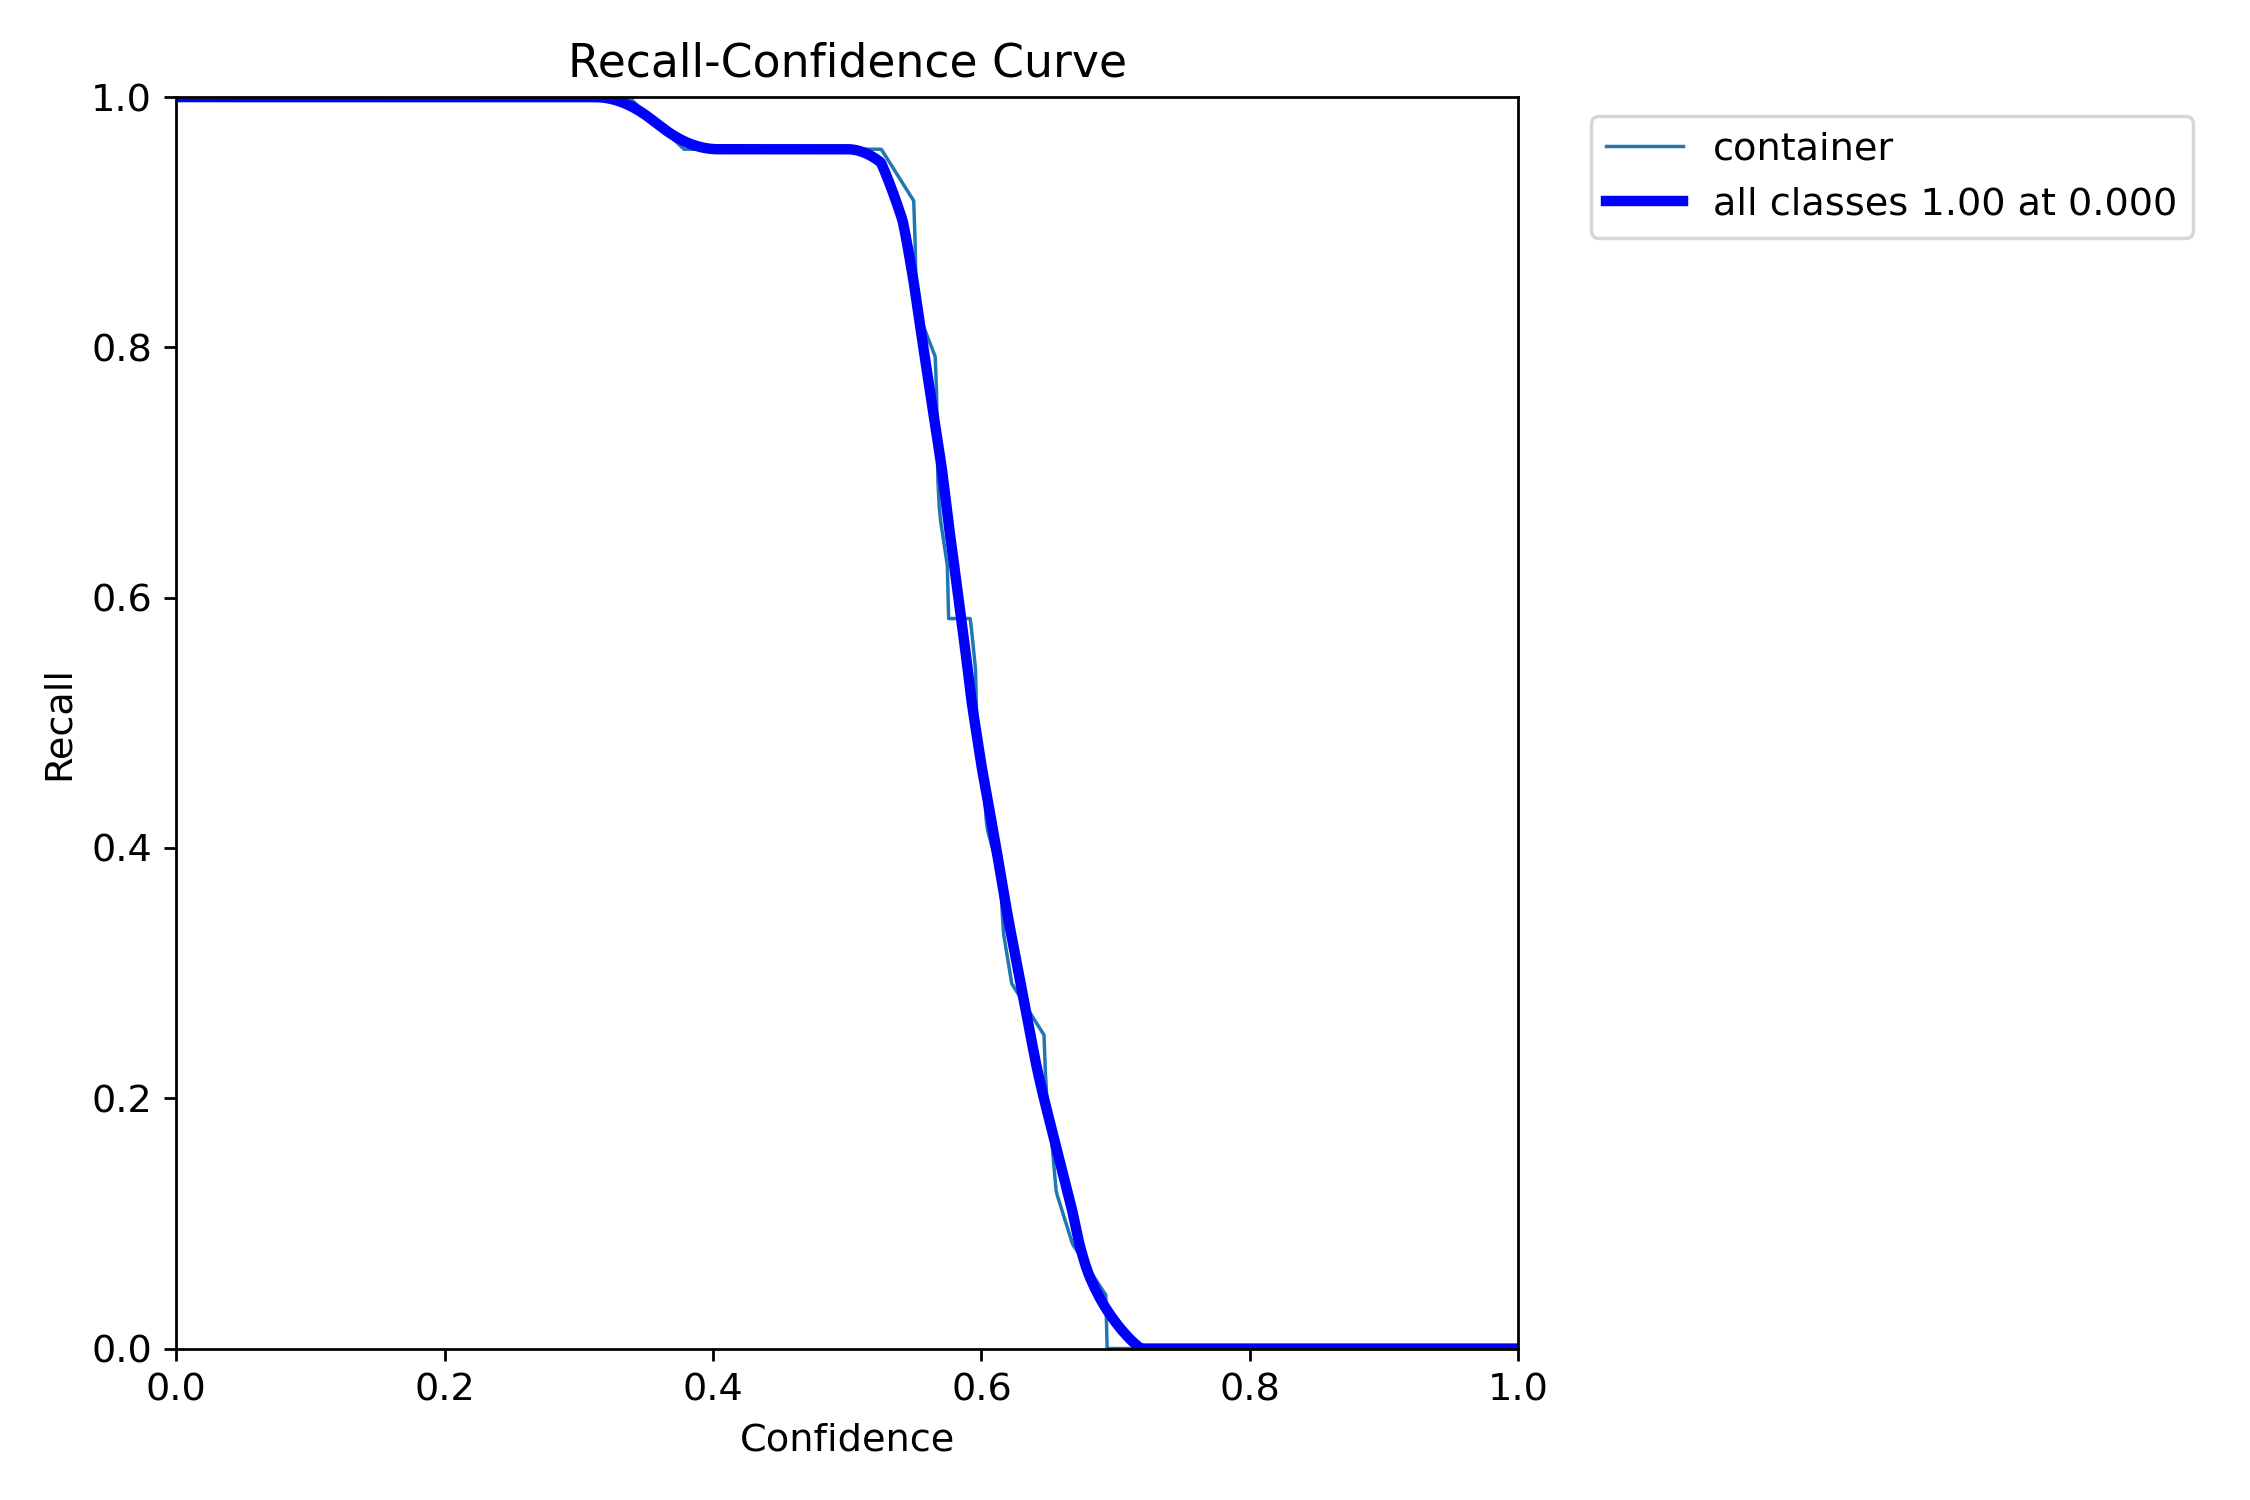 Recall-Confidence Curve
container
all classes 1.00 at 0.000
1.0
0.8
0.6
0.4
0.2
0.0
Recall
0.0 0.2 0.4 0.6 0.8 1.0
Confidence